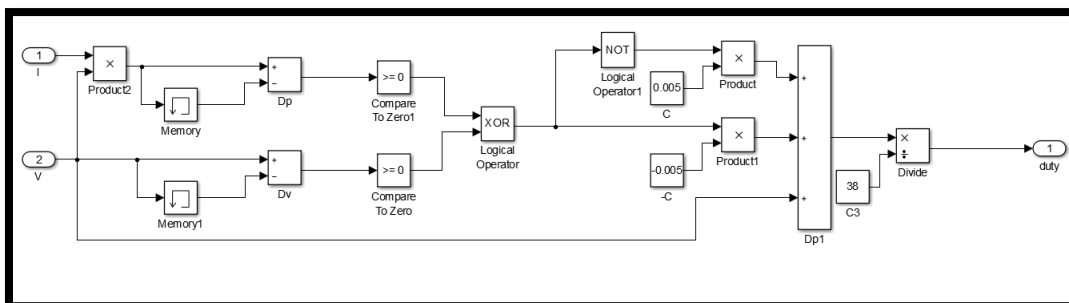 1
I
×
Product2
Memory
+
−
Dp
>= 0
Compare
To Zero1
2
V
Memory1
+
−
Dv
>= 0
Compare
To Zero
XOR
Logical
Operator
NOT
Logical
Operator1
0.005
C
×
Product
-0.005
-C
×
Product1
+
+
+
Dp1
38
C3
×
÷
Divide
1
duty